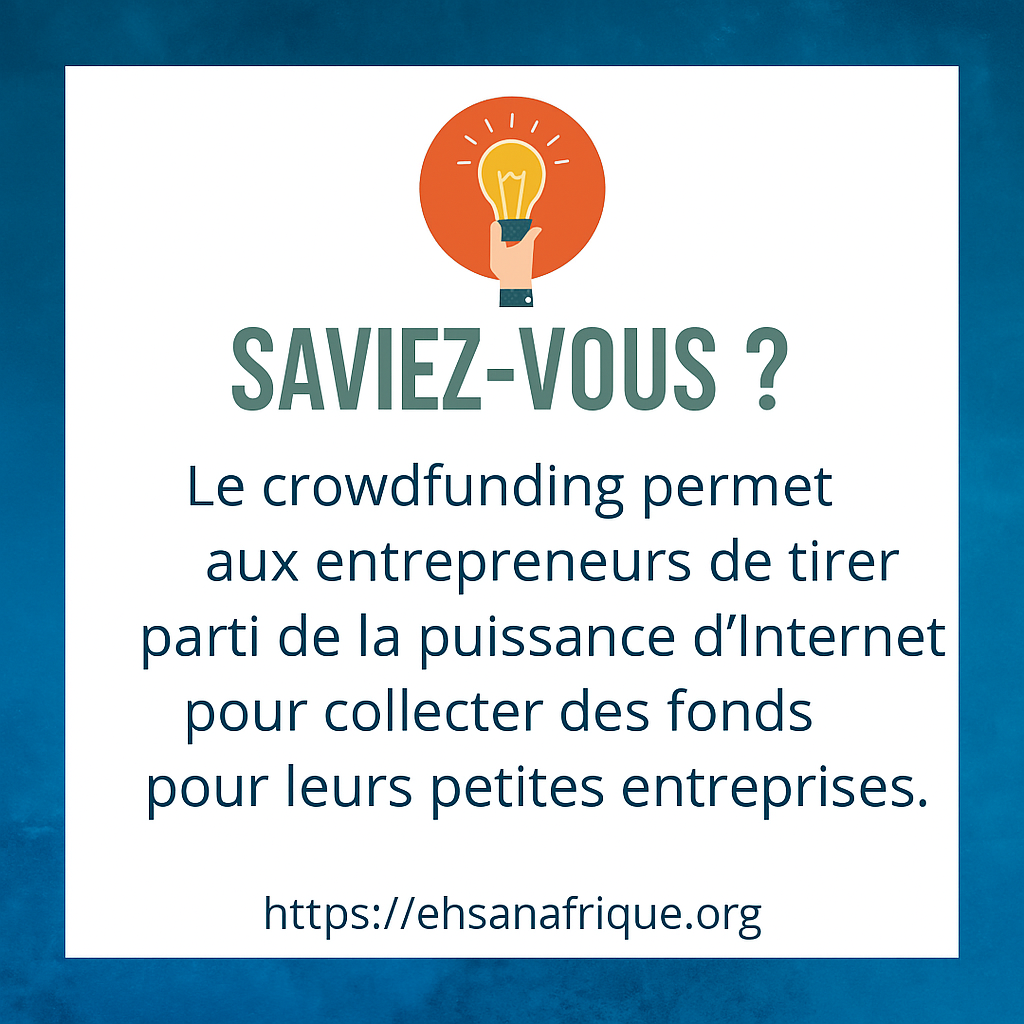 SAVIEZ-VOUS ?
Le crowdfunding permet
aux entrepreneurs de tirer
parti de la puissance d’Internet
pour collecter des fonds
pour leurs petites entreprises.
https://ehsanafrique.org